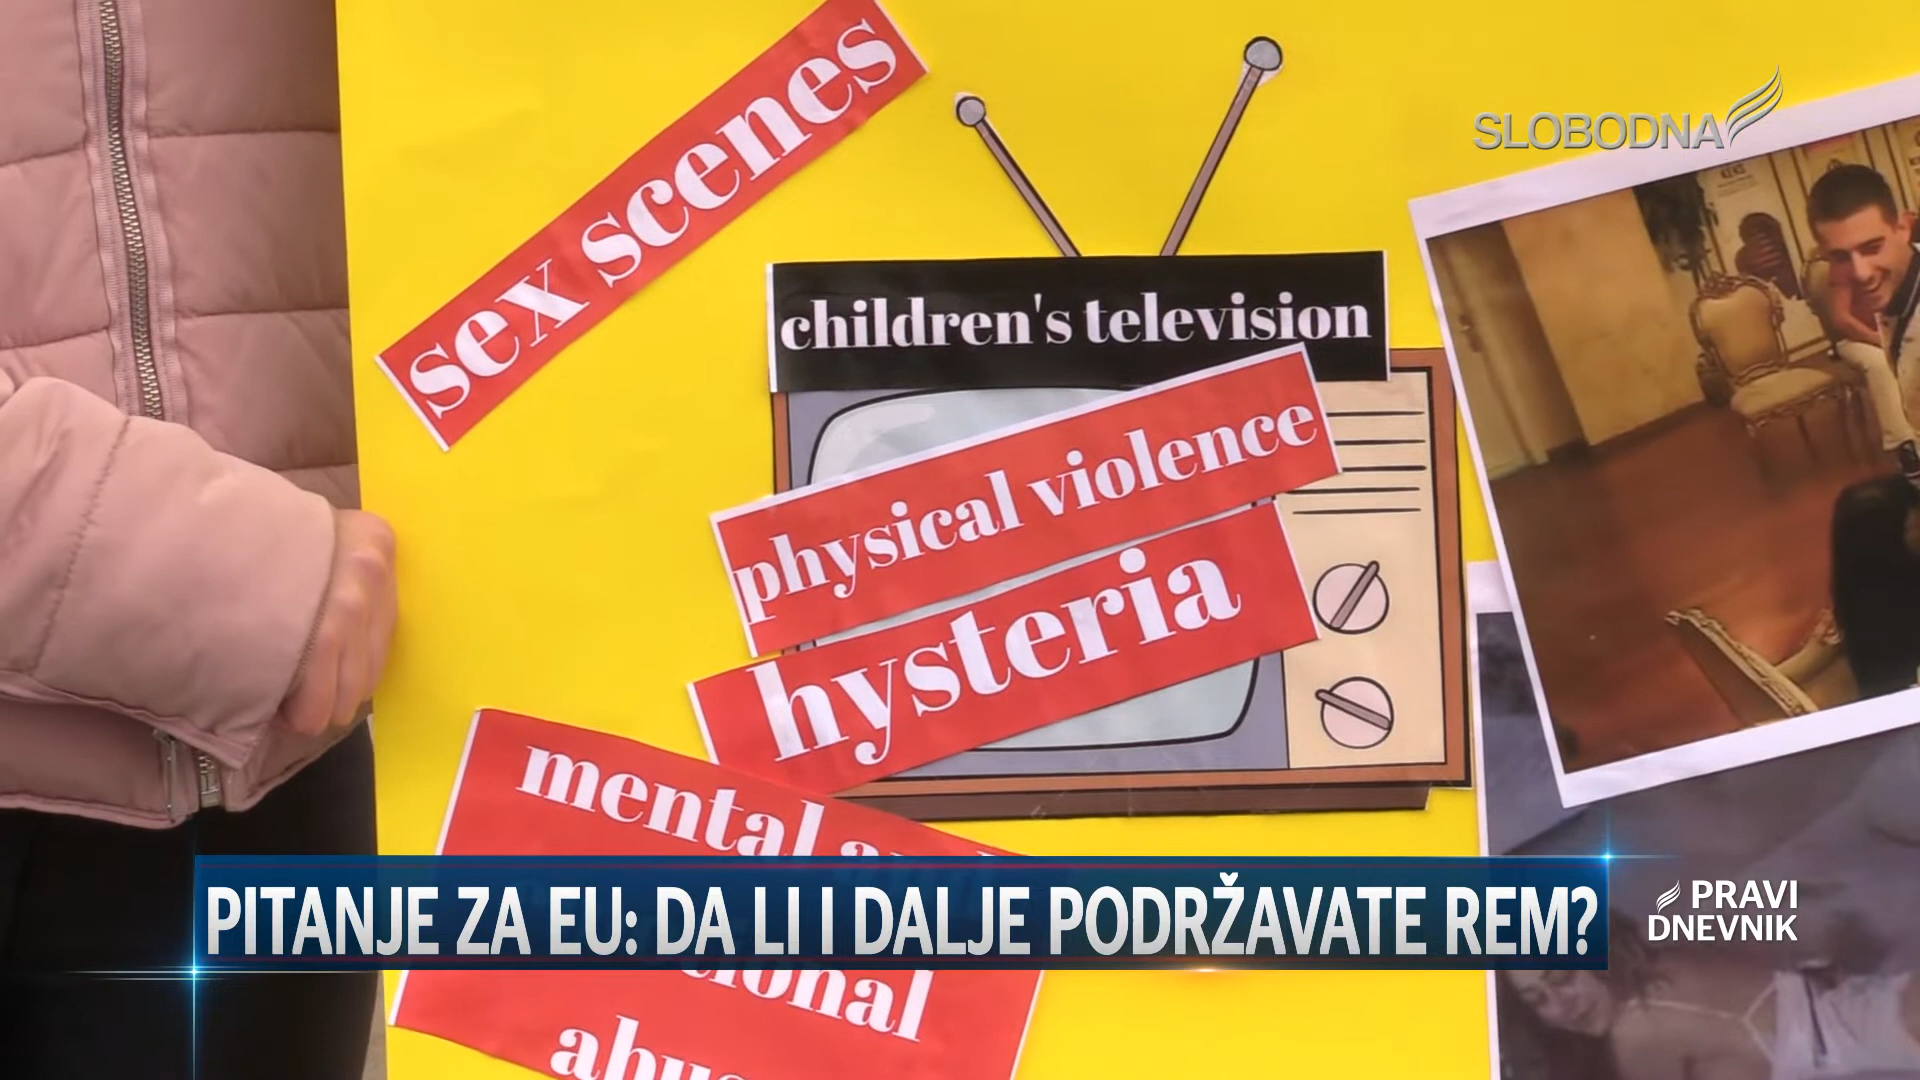 sex scenes
SLOBODNA
children's television
physical violence
hysteria
mental
abu
PITANJE ZA EU: DA LI I DALJE PODRŽAVATE REM?
PRAVI
DNEVNIK